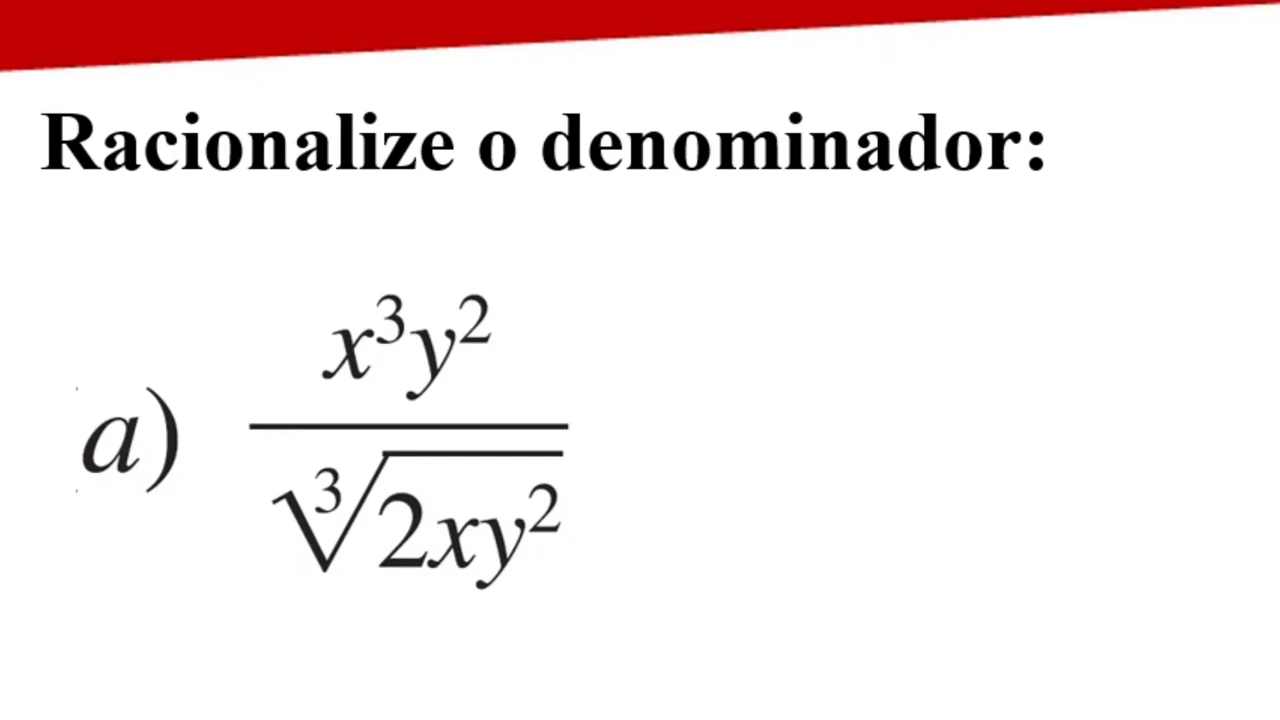 Racionalize o denominador:
a) x³y²
∛2xy²